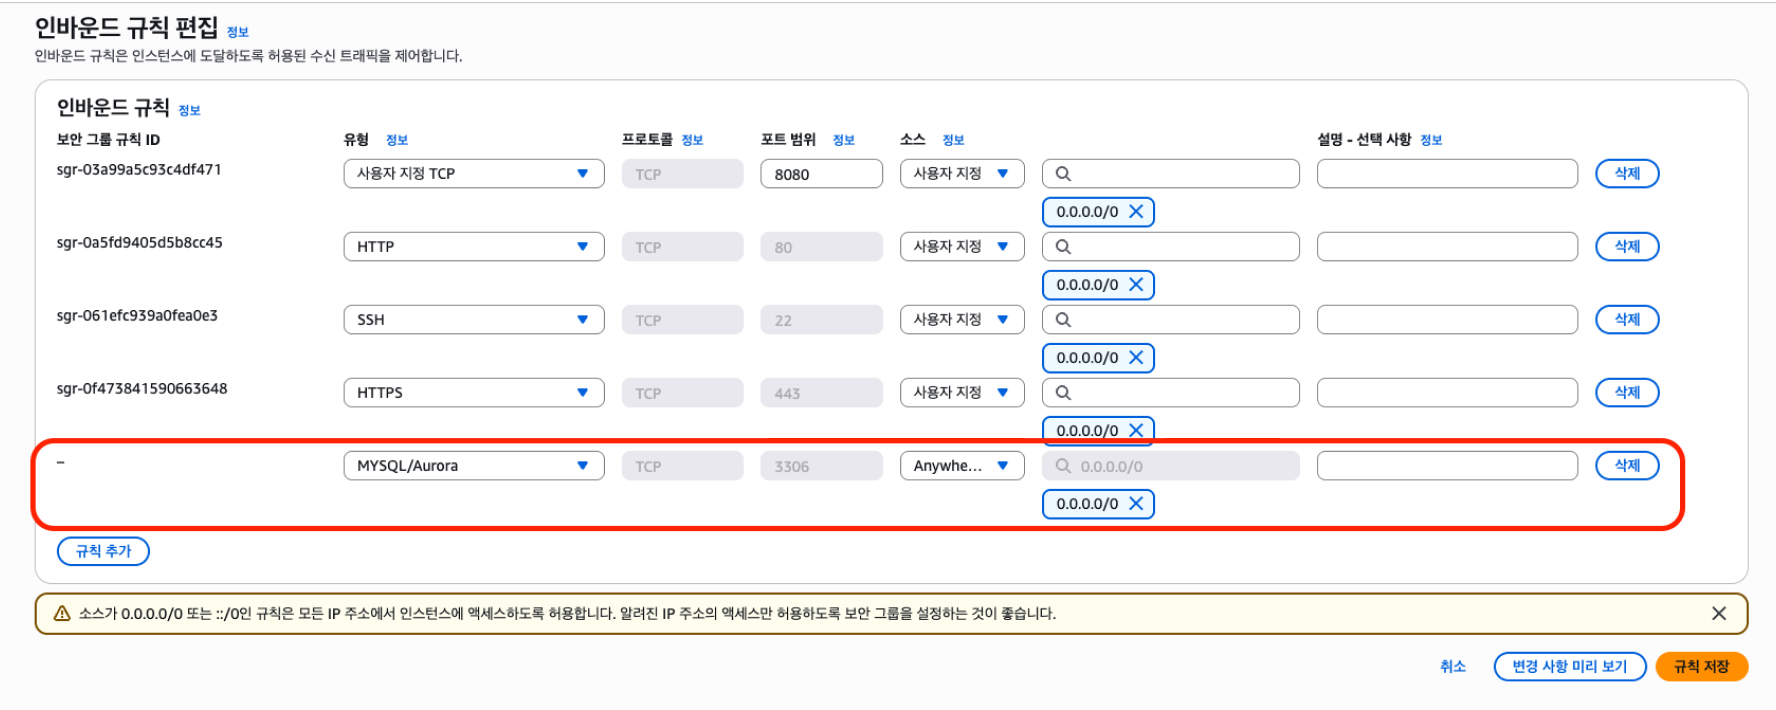 인바운드 규칙 편집 정보
인바운드 규칙은 인스턴스에 도달하도록 허용된 수신 트래픽을 제어합니다.
인바운드 규칙 정보
보안 그룹 규칙 ID 유형 정보 프로토콜 정보 포트 범위 정보 소스 정보 설명 - 선택 사항 정보
sgr-03a99a5c93c4df471 사용자 지정 TCP TCP 8080 사용자 지정 삭제
0.0.0.0/0
sgr-0a5fd9405d5b8cc45 HTTP TCP 80 사용자 지정 삭제
0.0.0.0/0
sgr-061efc939a0fea0e3 SSH TCP 22 사용자 지정 삭제
0.0.0.0/0
sgr-0f473841590663648 HTTPS TCP 443 사용자 지정 삭제
0.0.0.0/0
– MYSQL/Aurora TCP 3306 Anywhe... 0.0.0.0/0 삭제
0.0.0.0/0
규칙 추가
소스가 0.0.0.0/0 또는 ::/0인 규칙은 모든 IP 주소에서 인스턴스에 액세스하도록 허용합니다. 알려진 IP 주소의 액세스만 허용하도록 보안 그룹을 설정하는 것이 좋습니다.
취소 변경 사항 미리 보기 규칙 저장